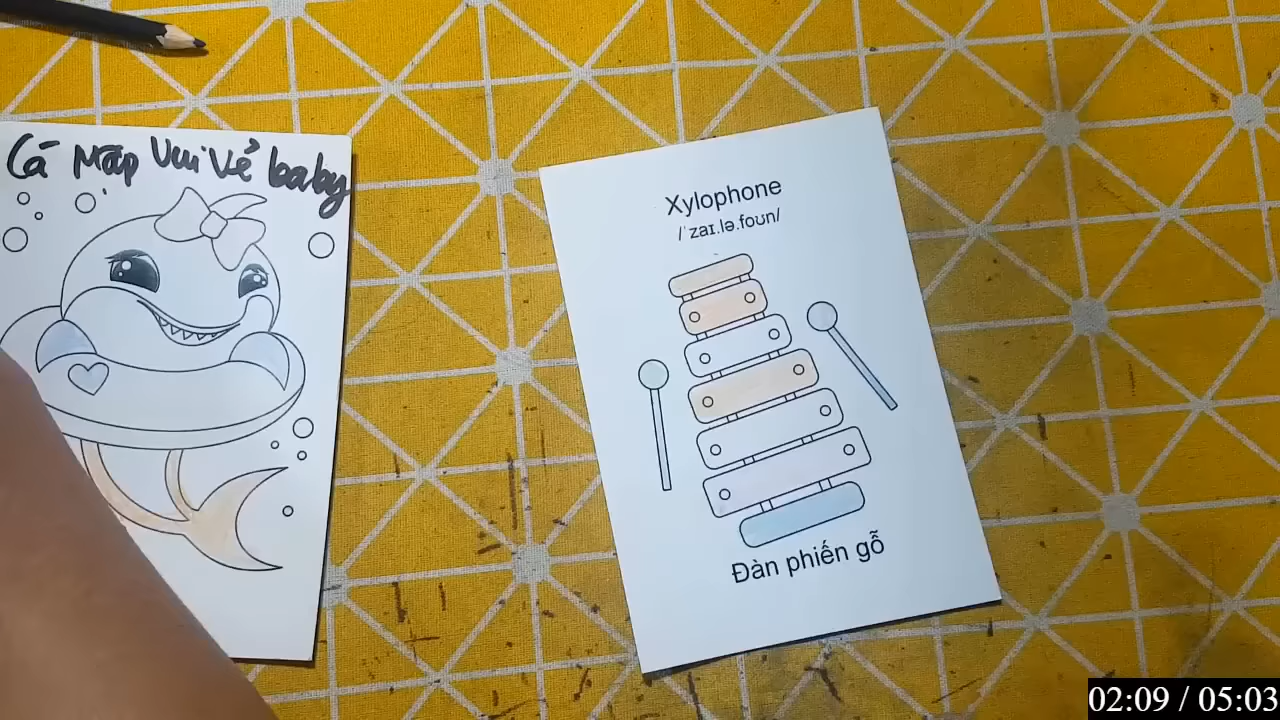 Cá Mập Vui Vẻ baby
Xylophone
/ˈzaɪ.lə.foʊn/
Đàn phiến gỗ
02:09 / 05:03